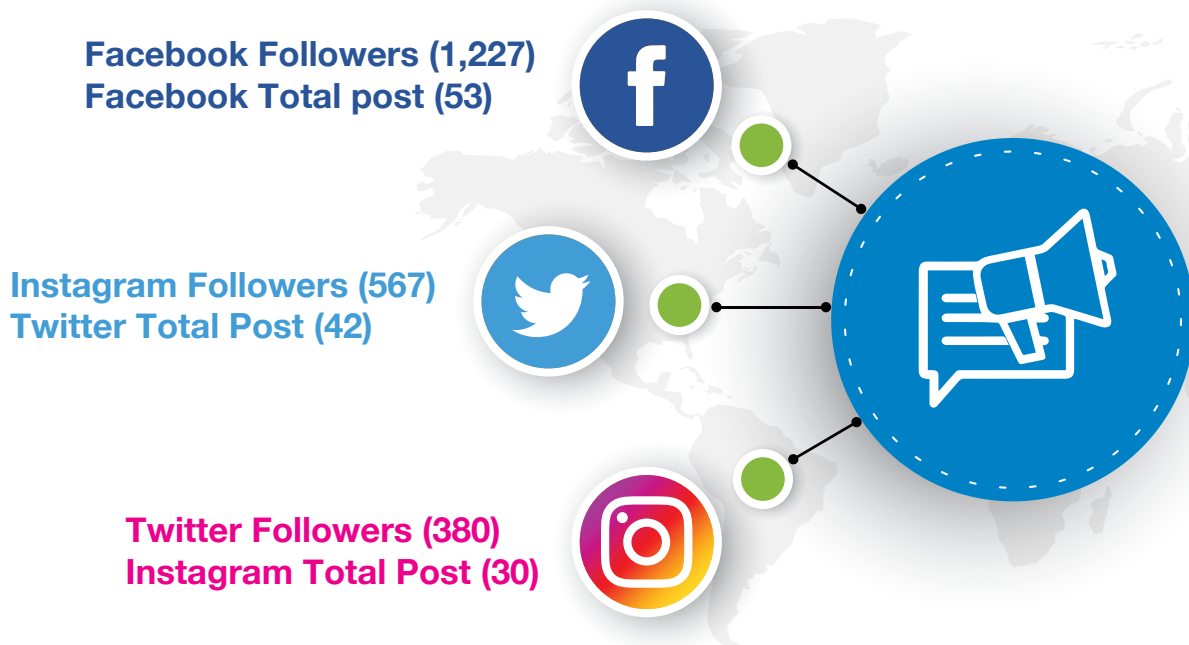 Facebook Followers (1,227)
Facebook Total post (53)
Instagram Followers (567)
Twitter Total Post (42)
Twitter Followers (380)
Instagram Total Post (30)